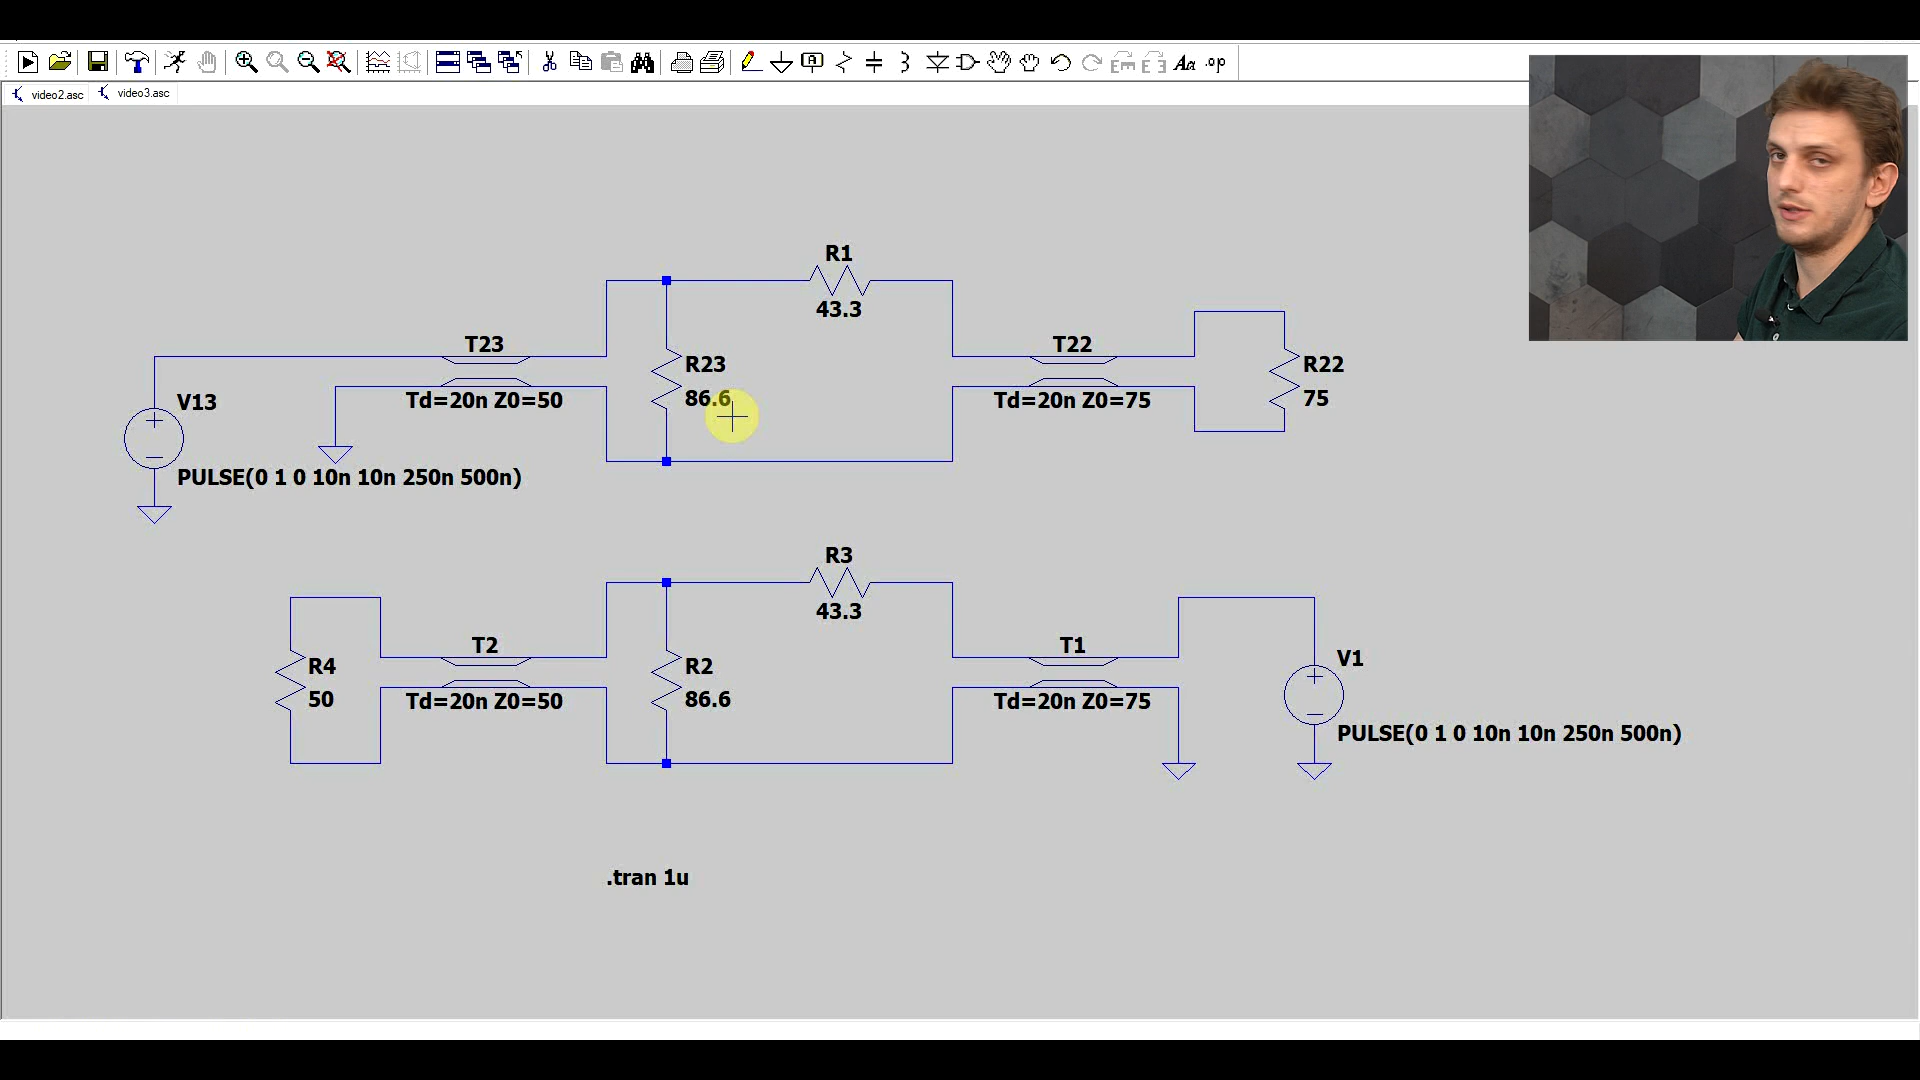 video2.asc
video3.asc
Aa
.op
R1
43.3
T23
Td=20n Z0=50
R23
86.6
T22
Td=20n Z0=75
R22
75
V13
PULSE(0 1 0 10n 10n 250n 500n)
R3
43.3
R4
50
T2
Td=20n Z0=50
R2
86.6
T1
Td=20n Z0=75
V1
PULSE(0 1 0 10n 10n 250n 500n)
.tran 1u